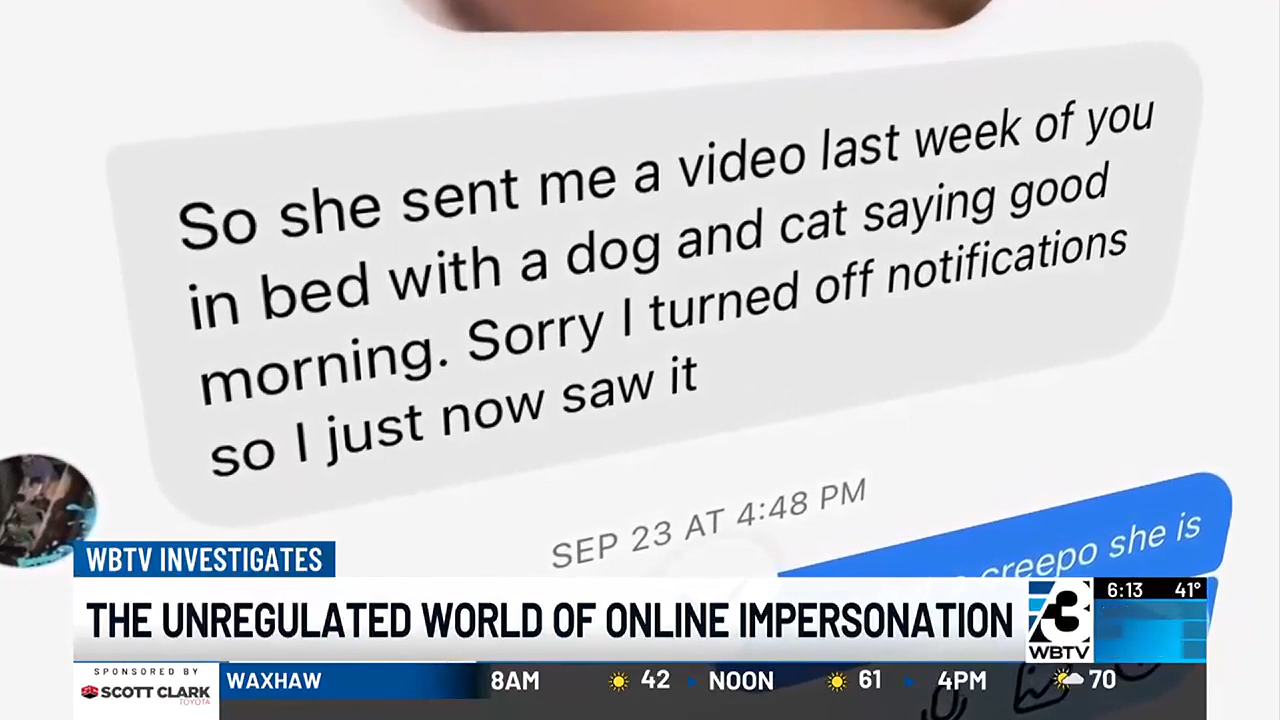 So she sent me a video last week of you
in bed with a dog and cat saying good
morning. Sorry I turned off notifications
so I just now saw it
SEP 23 AT 4:48 PM
creepo she is
WBTV INVESTIGATES
THE UNREGULATED WORLD OF ONLINE IMPERSONATION
3
WBTV
6:13 41°
SPONSORED BY
SCOTT CLARK
TOYOTA
WAXHAW 8AM 42 NOON 61 4PM 70